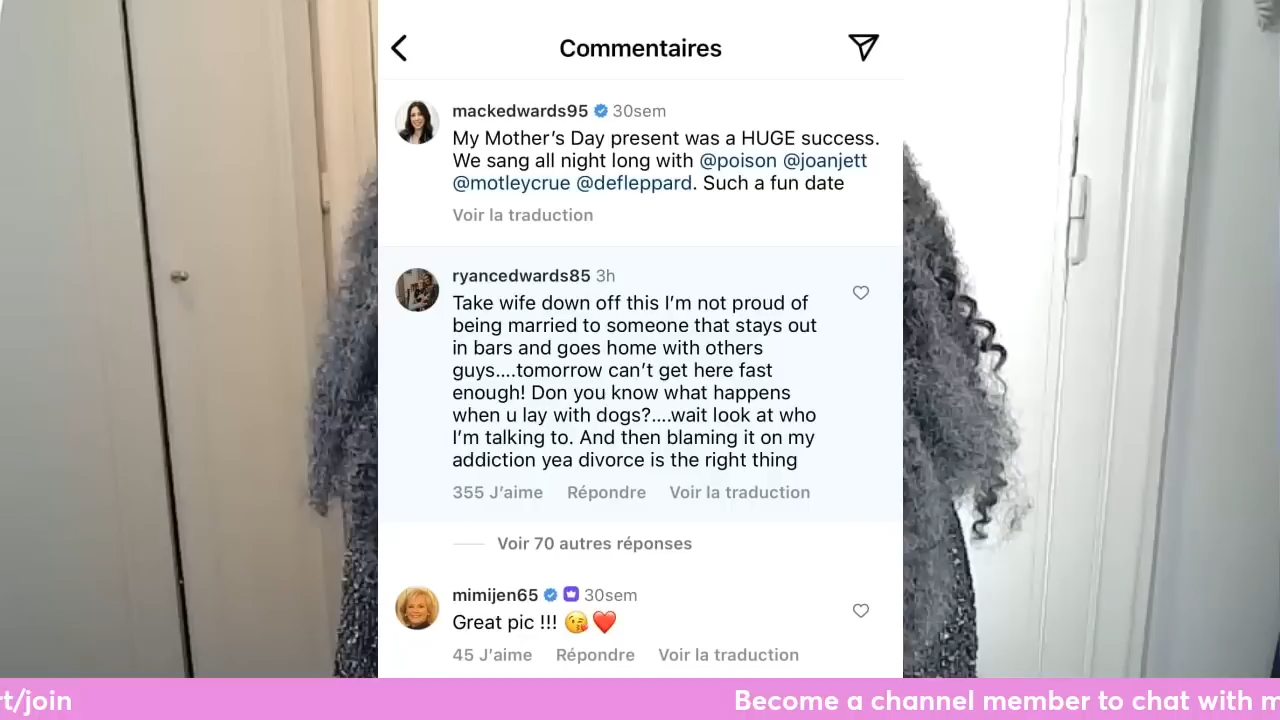 Commentaires
mackedwards95 30sem
My Mother's Day present was a HUGE success.
We sang all night long with @poison @joanjett
@motleycrue @defleppard. Such a fun date
Voir la traduction
ryancedwards85 3h
Take wife down off this I'm not proud of
being married to someone that stays out
in bars and goes home with others
guys....tomorrow can't get here fast
enough! Don you know what happens
when u lay with dogs?....wait look at who
I'm talking to. And then blaming it on my
addiction yea divorce is the right thing
355 J'aime Répondre Voir la traduction
Voir 70 autres réponses
mimijen65 30sem
Great pic !!! 😘❤️
45 J'aime Répondre Voir la traduction
rt/join Become a channel member to chat with m